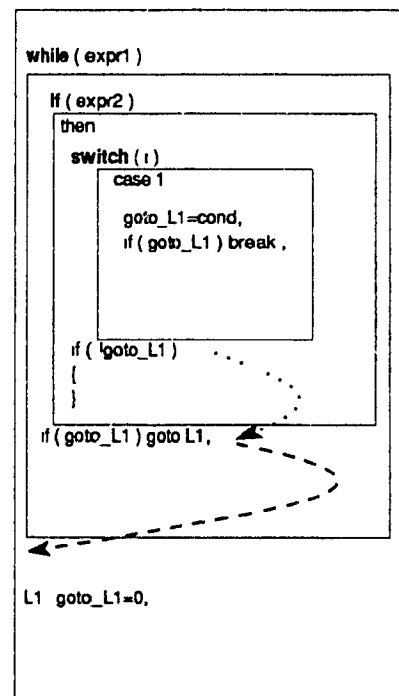 while ( expr1 )
if ( expr2 )
then
switch ( i )
case 1
goto_L1=cond,
if ( goto_L1 ) break ,
if ( !goto_L1 )
{
}
if ( goto_L1 ) goto L1,
L1 goto_L1=0,